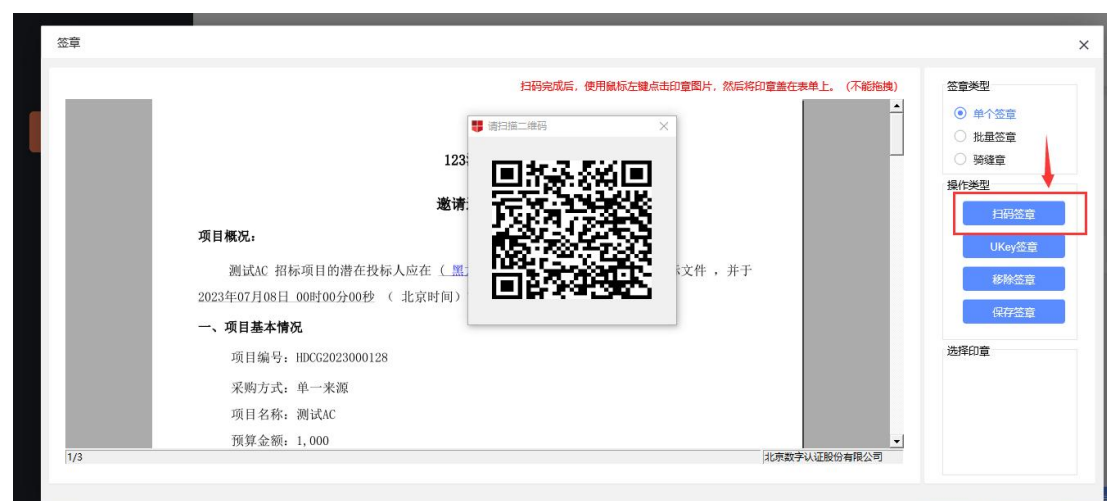 签章
扫码完成后，使用鼠标左键点击印章图片，然后将印章盖在表单上。（不能拖拽）
请扫描二维码
123
邀请
项目概况：
测试AC 招标项目的潜在投标人应在（ 黑 文件 ，并于
2023年07月08日 00时00分00秒 （ 北京时间）
一、项目基本情况
项目编号：HDCG2023000128
采购方式：单一来源
项目名称：测试AC
预算金额：1,000
1/3
北京数字认证股份有限公司
签章类型
单个签章
批量签章
骑缝章
操作类型
扫码签章
UKey签章
移除签章
保存签章
选择印章